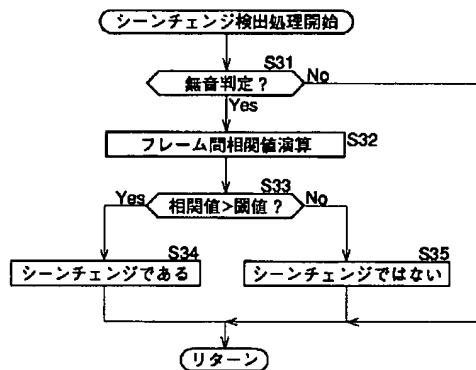 シーンチェンジ検出処理開始
S31
無音判定?
No
Yes
フレーム間相関値演算
S32
S33
Yes
相関値>閾値?
No
S34
シーンチェンジである
S35
シーンチェンジではない
リターン